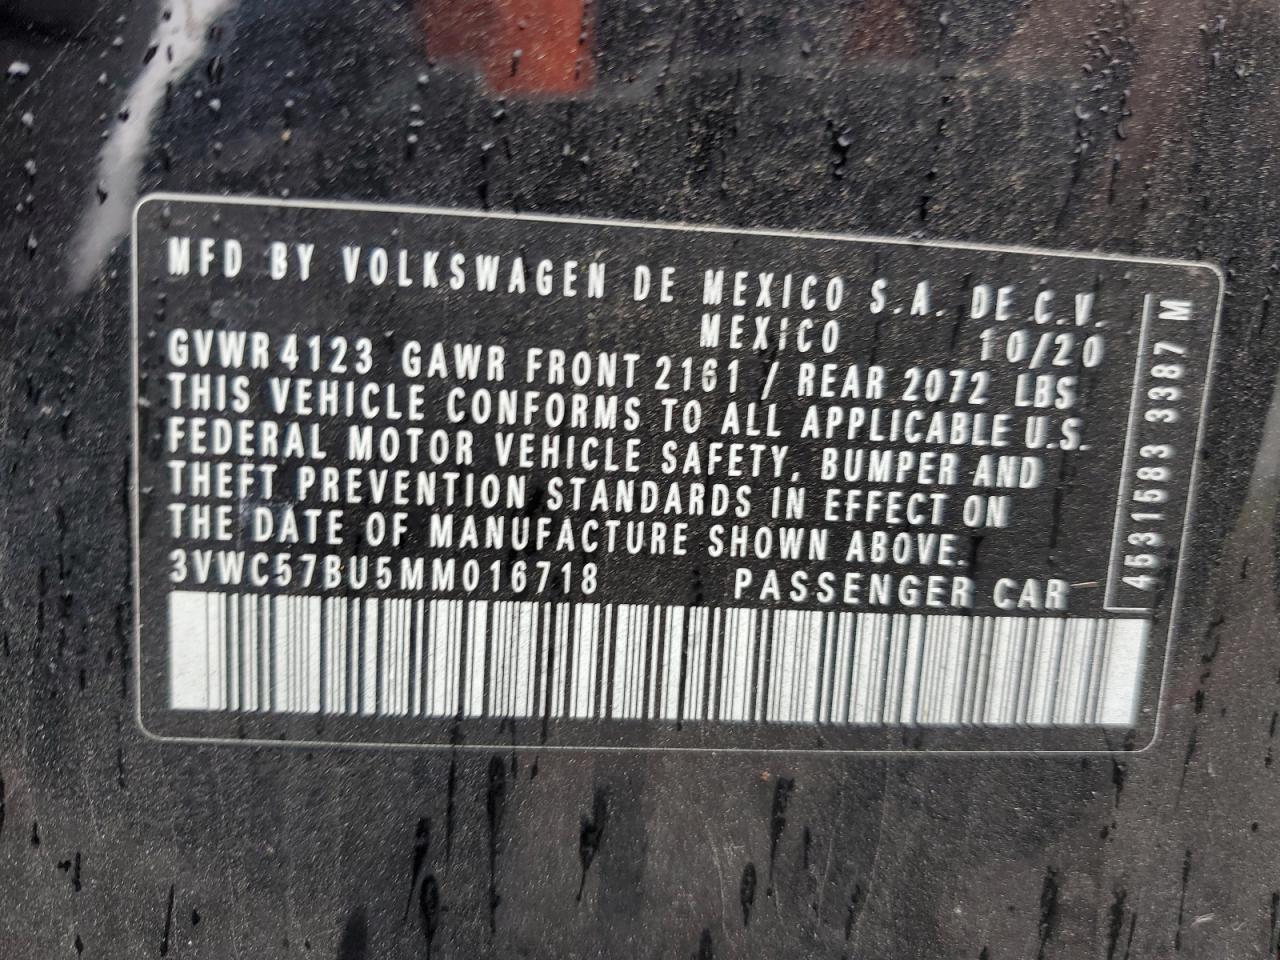 MFD BY VOLKSWAGEN DE MEXICO S.A. DE C.V.
MEXICO 10/20
GVWR 4123 GAWR FRONT 2161 / REAR 2072 LBS
THIS VEHICLE CONFORMS TO ALL APPLICABLE U.S.
FEDERAL MOTOR VEHICLE SAFETY, BUMPER AND
THEFT PREVENTION STANDARDS IN EFFECT ON
THE DATE OF MANUFACTURE SHOWN ABOVE.
3VWC57BU5MM016718 PASSENGER CAR
4531583 3387 M